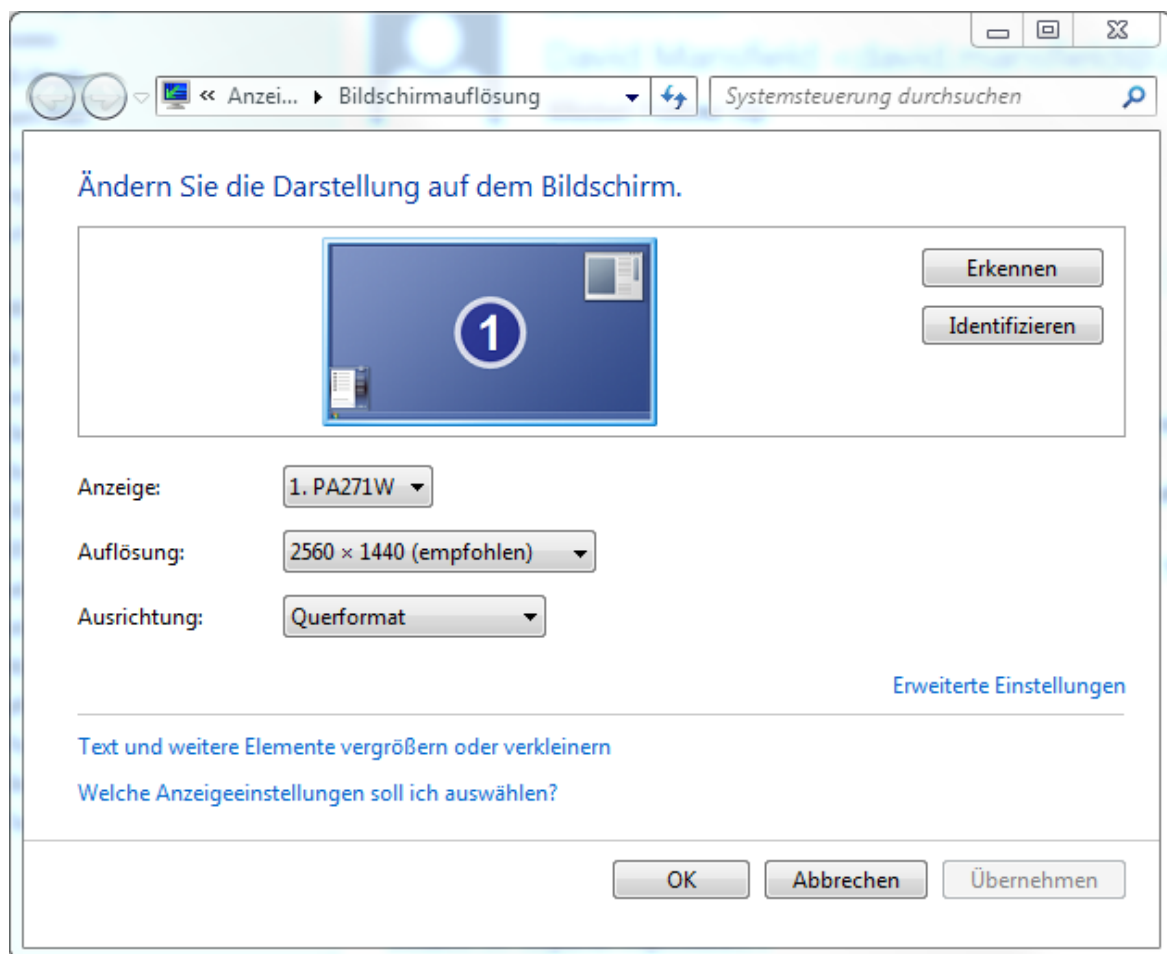 « Anzei... ▸ Bildschirmauflösung
Systemsteuerung durchsuchen
Ändern Sie die Darstellung auf dem Bildschirm.
1
Erkennen
Identifizieren
Anzeige: 1. PA271W
Auflösung: 2560 × 1440 (empfohlen)
Ausrichtung: Querformat
Erweiterte Einstellungen
Text und weitere Elemente vergrößern oder verkleinern
Welche Anzeigeeinstellungen soll ich auswählen?
OK Abbrechen Übernehmen